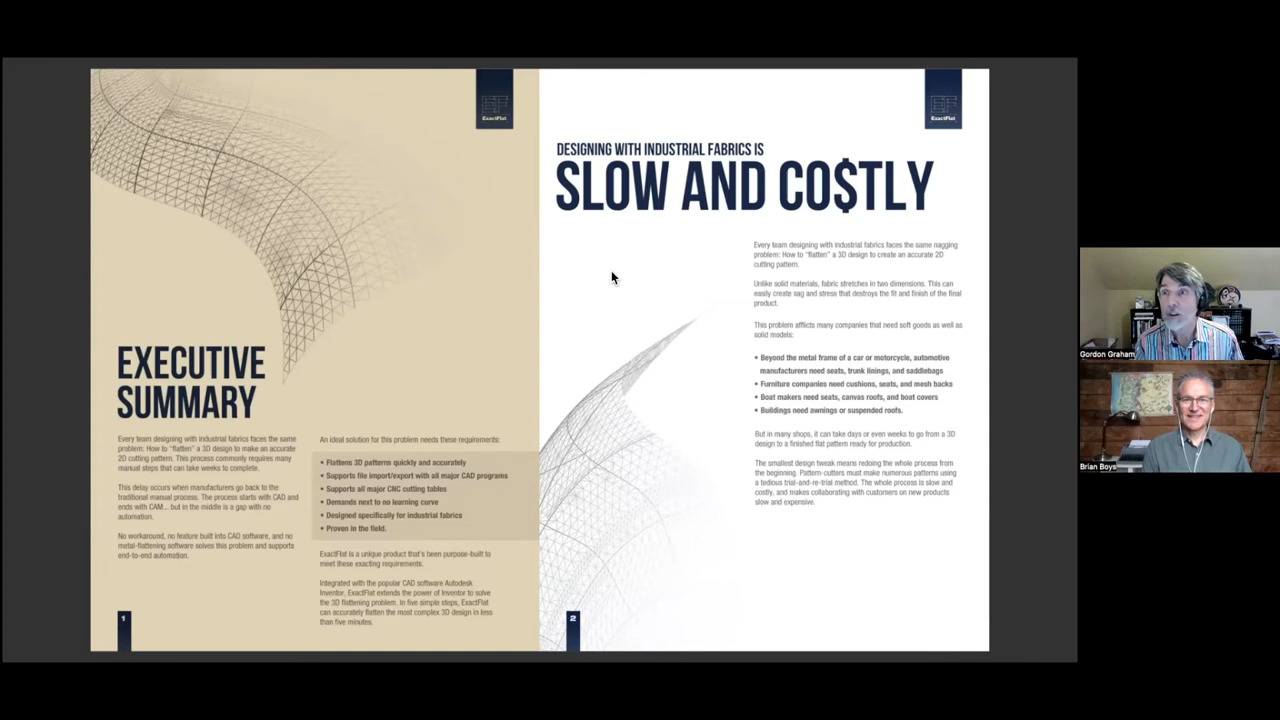 EF
ExactFlat
EXECUTIVE
SUMMARY
Every team designing with industrial fabrics faces the same
problem: How to “flatten” a 3D design to make an accurate
2D cutting pattern. This process commonly requires many
manual steps that can take weeks to complete.
This delay occurs when manufacturers go back to the
traditional manual process. The process starts with CAD and
ends with CAM... but in the middle is a gap with no
automation.
No workaround, no feature built into CAD software, and no
metal-flattening software solves this problem and supports
end-to-end automation.
An ideal solution for this problem needs these requirements:
• Flattens 3D patterns quickly and accurately
• Supports file import/export with all major CAD programs
• Supports all major CNC cutting tables
• Demands next to no learning curve
• Designed specifically for industrial fabrics
• Proven in the field.
ExactFlat is a unique product that's been purpose-built to
meet these exacting requirements.
Integrated with the popular CAD software Autodesk
Inventor, ExactFlat extends the power of Inventor to solve
the 3D flattening problem. In five simple steps, ExactFlat
can accurately flatten the most complex 3D design in less
than five minutes.
1
EF
ExactFlat
DESIGNING WITH INDUSTRIAL FABRICS IS
SLOW AND CO$TLY
Every team designing with industrial fabrics faces the same nagging
problem: How to “flatten” a 3D design to create an accurate 2D
cutting pattern.
Unlike solid materials, fabric stretches in two dimensions. This can
easily create sag and stress that destroys the fit and finish of the final
product.
This problem afflicts many companies that need soft goods as well as
solid models:
• Beyond the metal frame of a car or motorcycle, automotive
manufacturers need seats, trunk linings, and saddlebags
• Furniture companies need cushions, seats, and mesh backs
• Boat makers need seats, canvas roofs, and boat covers
• Buildings need awnings or suspended roofs.
But in many shops, it can take days or even weeks to go from a 3D
design to a finished flat pattern ready for production.
The smallest design tweak means redoing the whole process from
the beginning. Pattern-cutters must make numerous patterns using
a tedious trial-and-re-trial method. The whole process is slow and
costly, and makes collaborating with customers on new products
slow and expensive.
2
Gordon Graham
Brian Boys